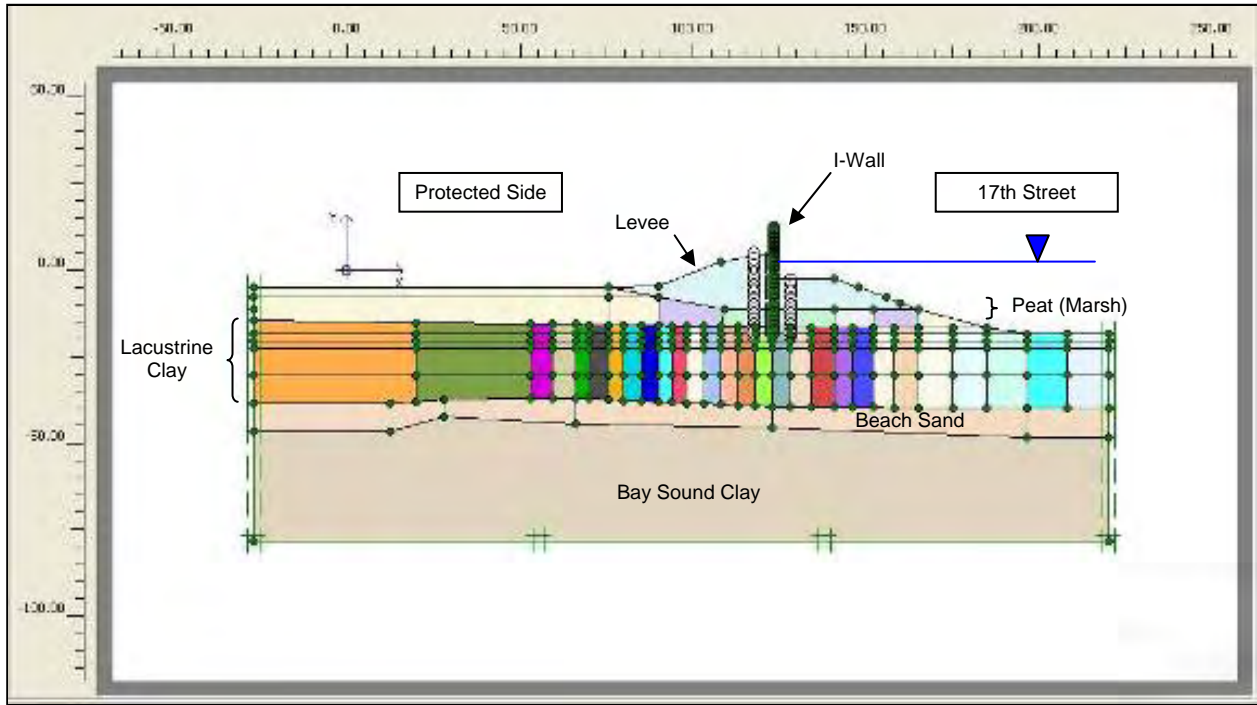 -50.00 0.00 50.00 100.00 150.00 200.00 250.00
50.00
I-Wall
Protected Side
17th Street
Levee
Y
0.00
X
Peat (Marsh)
Lacustrine
Clay
Beach Sand
-50.00
Bay Sound Clay
-100.00